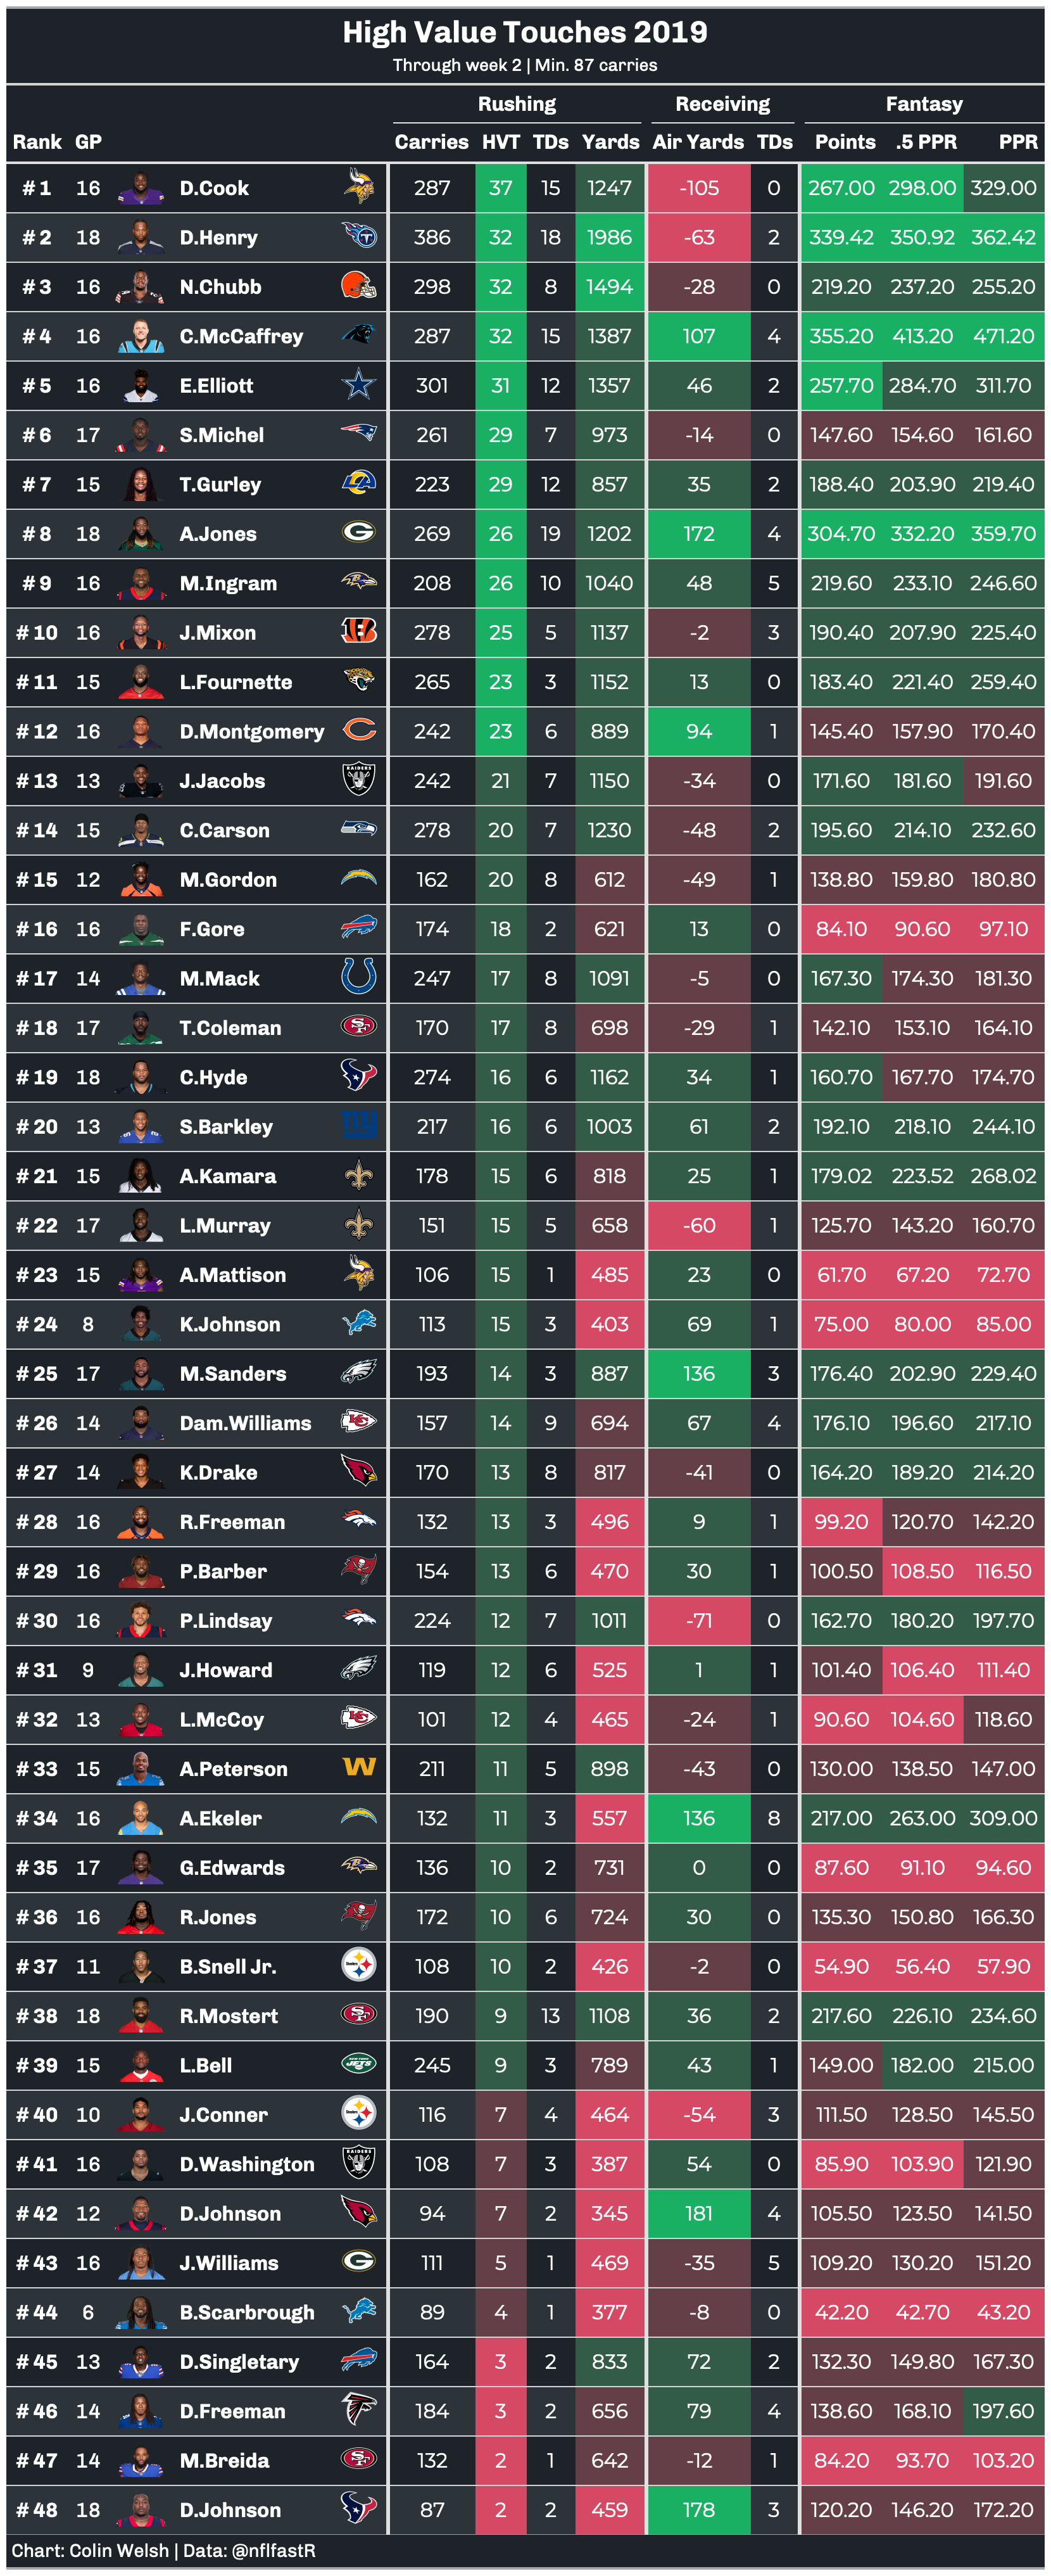 High Value Touches 2019
Through week 2 | Min. 87 carries
Rushing Receiving Fantasy
Rank GP Carries HVT TDs Yards Air Yards TDs Points .5 PPR PPR
# 1 16 D.Cook 287 37 15 1247 -105 0 267.00 298.00 329.00
# 2 18 D.Henry 386 32 18 1986 -63 2 339.42 350.92 362.42
# 3 16 N.Chubb 298 32 8 1494 -28 0 219.20 237.20 255.20
# 4 16 C.McCaffrey 287 32 15 1387 107 4 355.20 413.20 471.20
# 5 16 E.Elliott 301 31 12 1357 46 2 257.70 284.70 311.70
# 6 17 S.Michel 261 29 7 973 -14 0 147.60 154.60 161.60
# 7 15 T.Gurley 223 29 12 857 35 2 188.40 203.90 219.40
# 8 18 A.Jones 269 26 19 1202 172 4 304.70 332.20 359.70
# 9 16 M.Ingram 208 26 10 1040 48 5 219.60 233.10 246.60
# 10 16 J.Mixon 278 25 5 1137 -2 3 190.40 207.90 225.40
# 11 15 L.Fournette 265 23 3 1152 13 0 183.40 221.40 259.40
# 12 16 D.Montgomery 242 23 6 889 94 1 145.40 157.90 170.40
# 13 13 J.Jacobs RAIDERS 242 21 7 1150 -34 0 171.60 181.60 191.60
# 14 15 C.Carson 278 20 7 1230 -48 2 195.60 214.10 232.60
# 15 12 M.Gordon 162 20 8 612 -49 1 138.80 159.80 180.80
# 16 16 F.Gore 174 18 2 621 13 0 84.10 90.60 97.10
# 17 14 M.Mack 247 17 8 1091 -5 0 167.30 174.30 181.30
# 18 17 T.Coleman SF 170 17 8 698 -29 1 142.10 153.10 164.10
# 19 18 C.Hyde 274 16 6 1162 34 1 160.70 167.70 174.70
# 20 13 S.Barkley ny 217 16 6 1003 61 2 192.10 218.10 244.10
# 21 15 A.Kamara 178 15 6 818 25 1 179.02 223.52 268.02
# 22 17 L.Murray 151 15 5 658 -60 1 125.70 143.20 160.70
# 23 15 A.Mattison 106 15 1 485 23 0 61.70 67.20 72.70
# 24 8 K.Johnson 113 15 3 403 69 1 75.00 80.00 85.00
# 25 17 M.Sanders 193 14 3 887 136 3 176.40 202.90 229.40
# 26 14 Dam.Williams KC 157 14 9 694 67 4 176.10 196.60 217.10
# 27 14 K.Drake 170 13 8 817 -41 0 164.20 189.20 214.20
# 28 16 R.Freeman 132 13 3 496 9 1 99.20 120.70 142.20
# 29 16 P.Barber 154 13 6 470 30 1 100.50 108.50 116.50
# 30 16 P.Lindsay 224 12 7 1011 -71 0 162.70 180.20 197.70
# 31 9 J.Howard 119 12 6 525 1 1 101.40 106.40 111.40
# 32 13 L.McCoy KC 101 12 4 465 -24 1 90.60 104.60 118.60
# 33 15 A.Peterson W 211 11 5 898 -43 0 130.00 138.50 147.00
# 34 16 A.Ekeler 132 11 3 557 136 8 217.00 263.00 309.00
# 35 17 G.Edwards 136 10 2 731 0 0 87.60 91.10 94.60
# 36 16 R.Jones 172 10 6 724 30 0 135.30 150.80 166.30
# 37 11 B.Snell Jr. Steelers 108 10 2 426 -2 0 54.90 56.40 57.90
# 38 18 R.Mostert SF 190 9 13 1108 36 2 217.60 226.10 234.60
# 39 15 L.Bell JETS 245 9 3 789 43 1 149.00 182.00 215.00
# 40 10 J.Conner Steelers 116 7 4 464 -54 3 111.50 128.50 145.50
# 41 16 D.Washington RAIDERS 108 7 3 387 54 0 85.90 103.90 121.90
# 42 12 D.Johnson 94 7 2 345 181 4 105.50 123.50 141.50
# 43 16 J.Williams G 111 5 1 469 -35 5 109.20 130.20 151.20
# 44 6 B.Scarbrough 89 4 1 377 -8 0 42.20 42.70 43.20
# 45 13 D.Singletary 164 3 2 833 72 2 132.30 149.80 167.30
# 46 14 D.Freeman 184 3 2 656 79 4 138.60 168.10 197.60
# 47 14 M.Breida SF 132 2 1 642 -12 1 84.20 93.70 103.20
# 48 18 D.Johnson 87 2 2 459 178 3 120.20 146.20 172.20
Chart: Colin Welsh | Data: @nflfastR